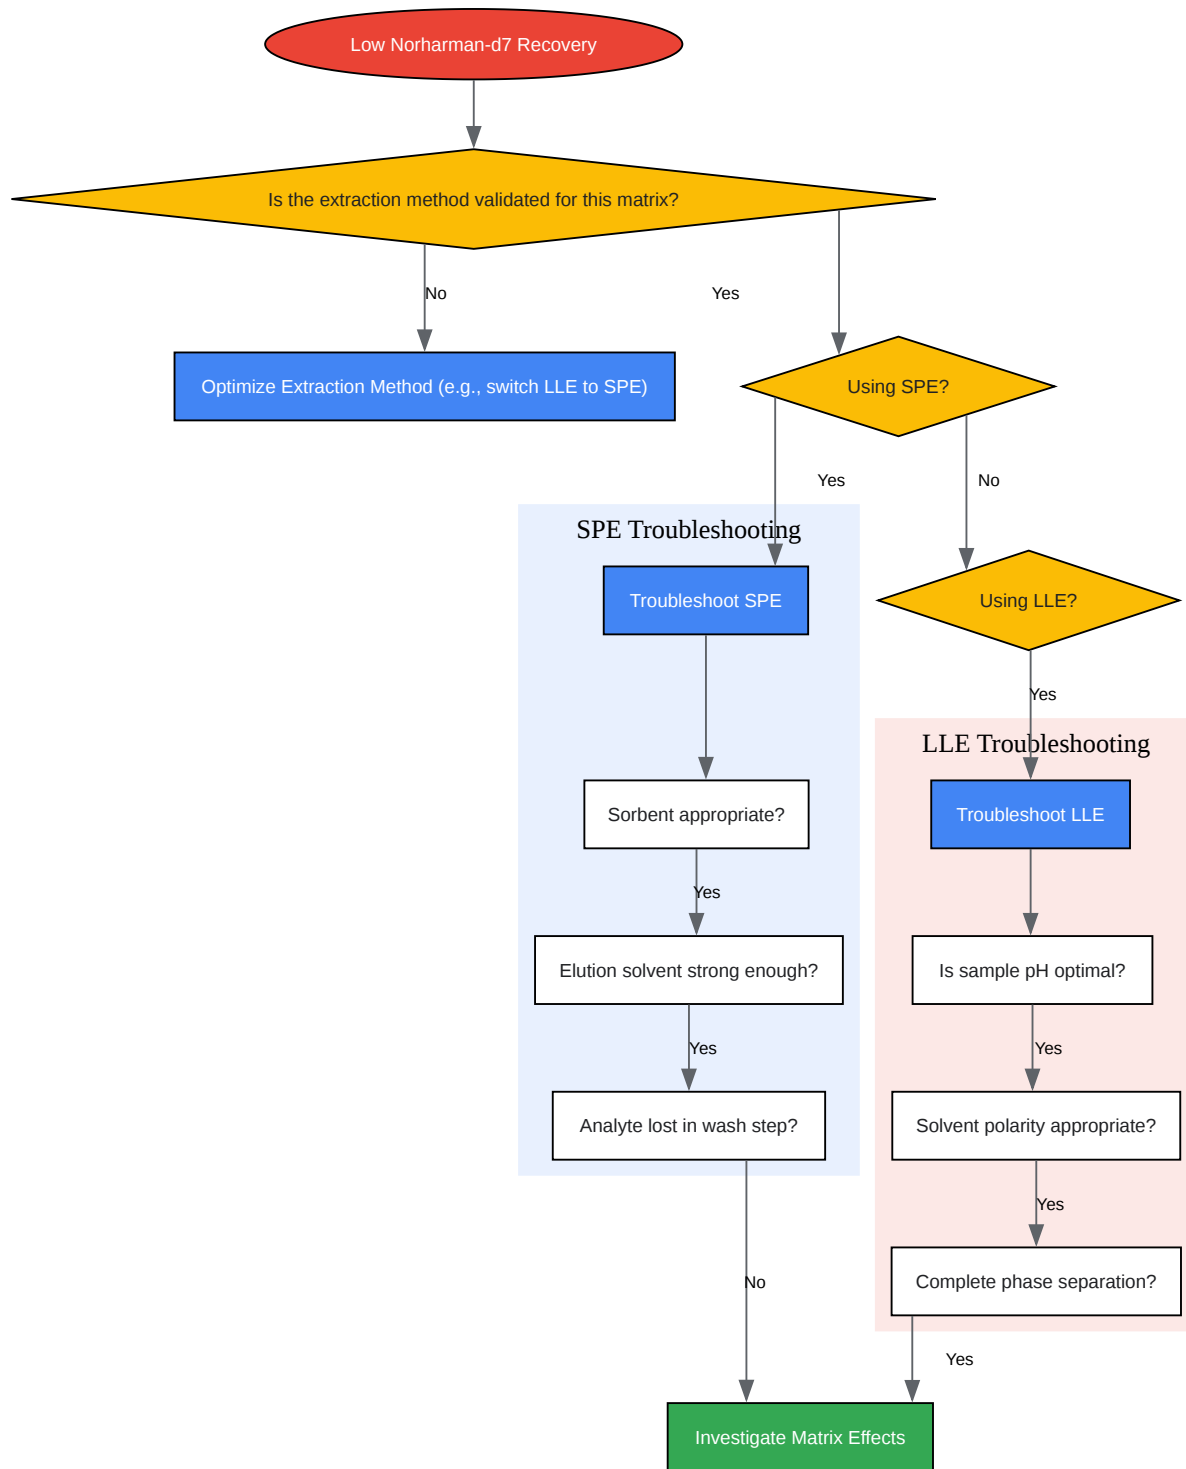 Low Norharman-d7 Recovery
Is the extraction method validated for this matrix?
No
Yes
Optimize Extraction Method (e.g., switch LLE to SPE)
Using SPE?
Yes
No
SPE Troubleshooting
Troubleshoot SPE
Using LLE?
Yes
LLE Troubleshooting
Sorbent appropriate?
Troubleshoot LLE
Yes
Elution solvent strong enough?
Is sample pH optimal?
Yes
Yes
Analyte lost in wash step?
Solvent polarity appropriate?
Yes
No
Complete phase separation?
Yes
Investigate Matrix Effects